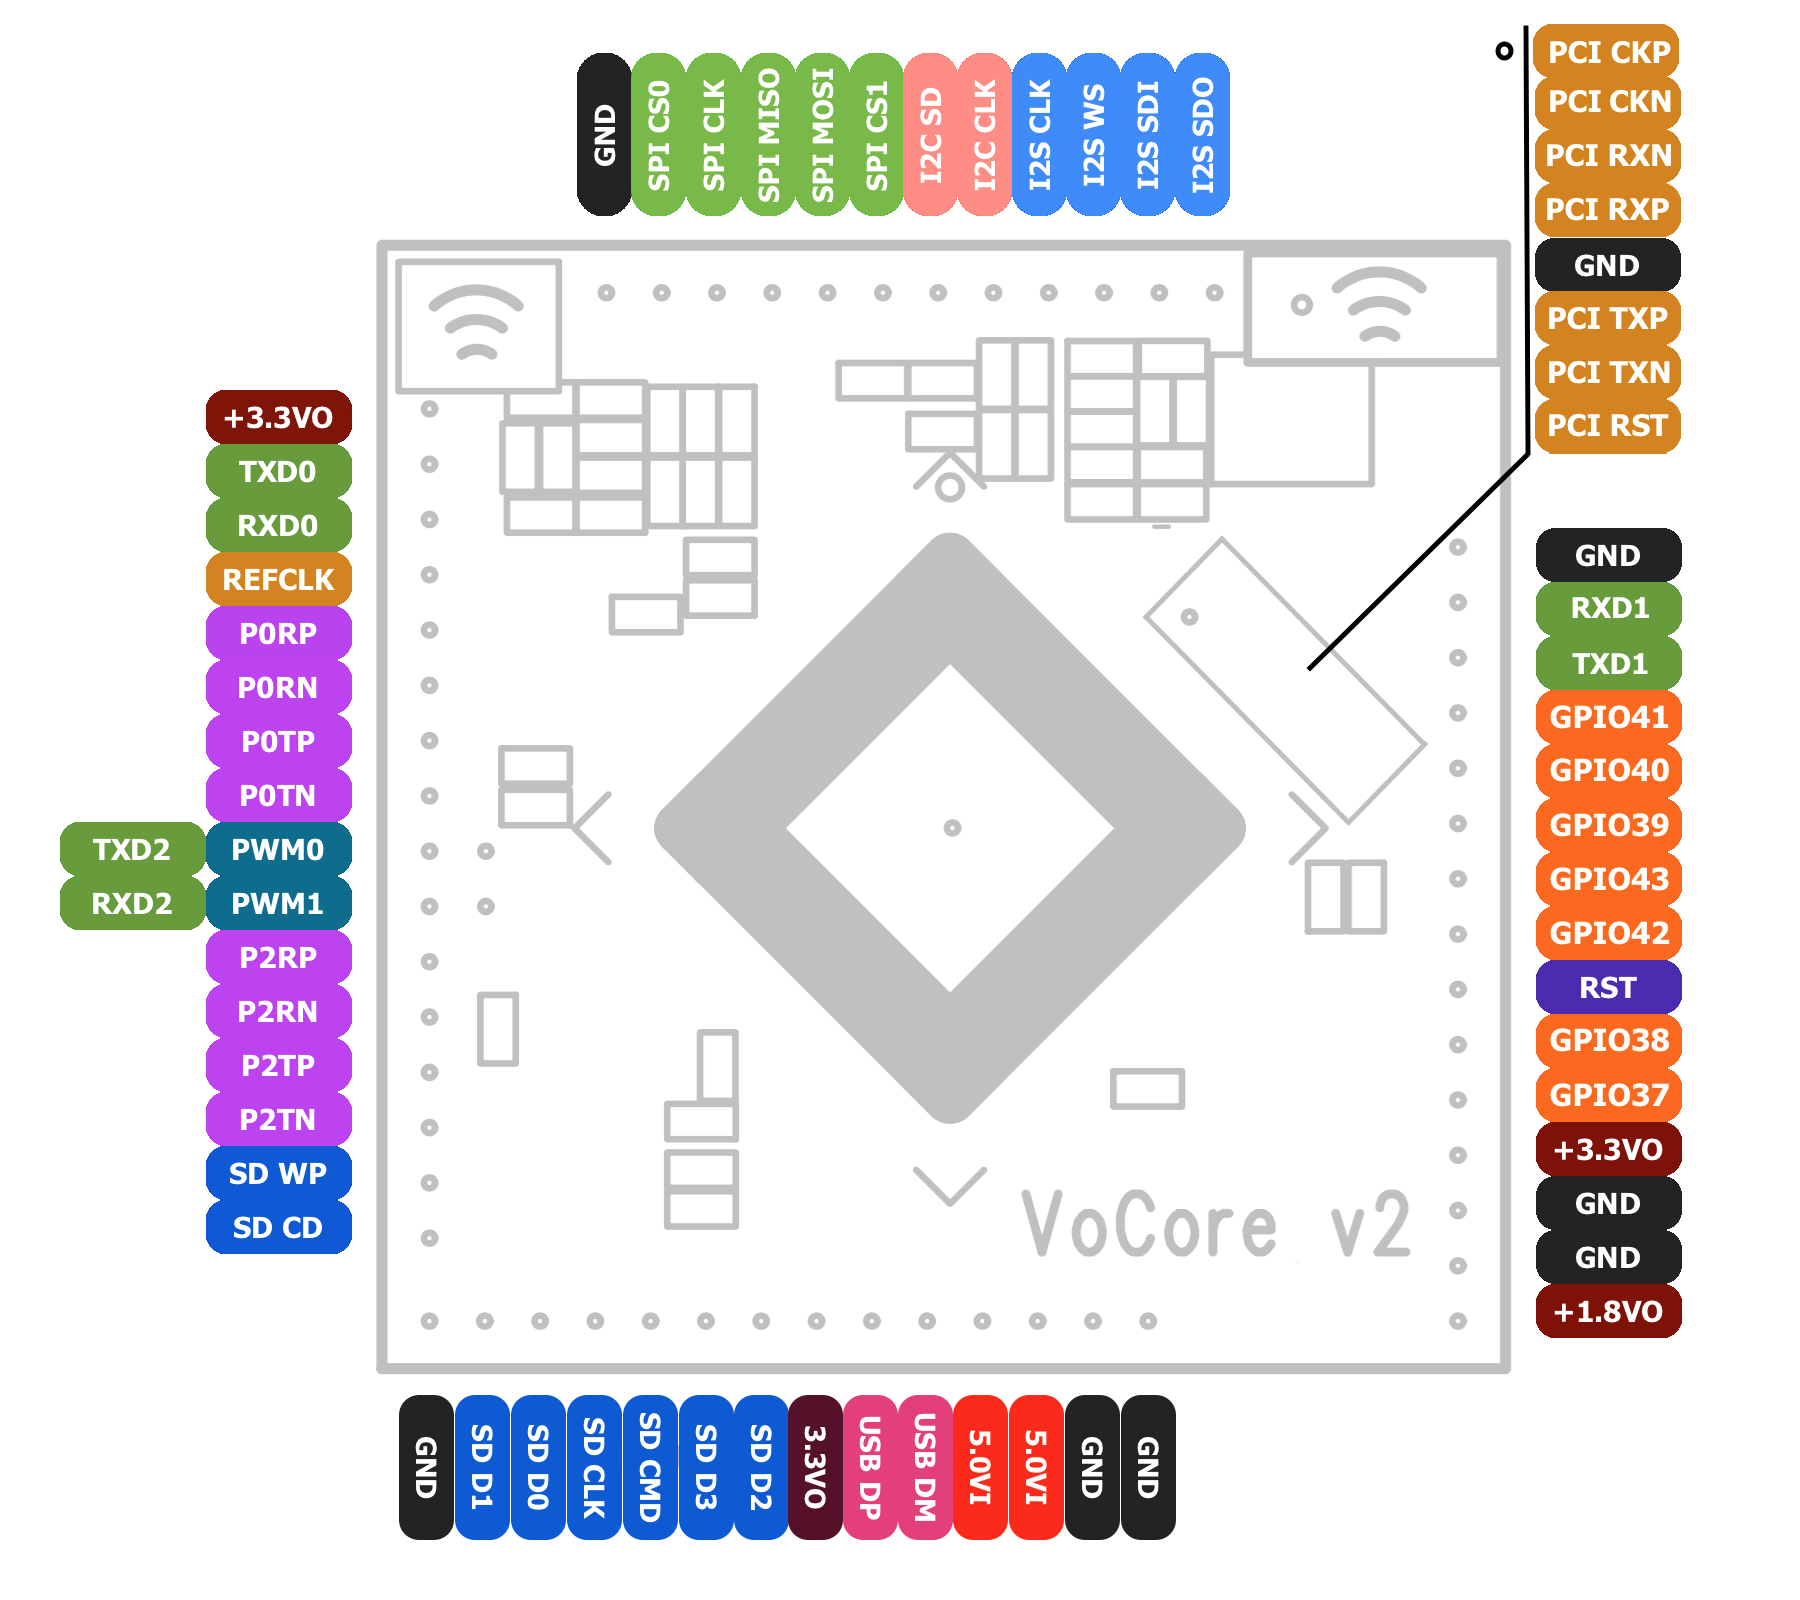 GND
SPI CS0
SPI CLK
SPI MISO
SPI MOSI
SPI CS1
I2C SD
I2C CLK
I2S CLK
I2S WS
I2S SDI
I2S SDO
PCI CKP
PCI CKN
PCI RXN
PCI RXP
GND
PCI TXP
PCI TXN
PCI RST
+3.3VO
TXD0
RXD0
REFCLK
P0RP
P0RN
P0TP
P0TN
TXD2 PWM0
RXD2 PWM1
P2RP
P2RN
P2TP
P2TN
SD WP
SD CD
GND
RXD1
TXD1
GPIO41
GPIO40
GPIO39
GPIO43
GPIO42
RST
GPIO38
GPIO37
+3.3VO
GND
GND
+1.8VO
VoCore v2
GND
SD D1
SD D0
SD CLK
SD CMD
SD D3
SD D2
3.3VO
USB DP
USB DM
5.0VI
5.0VI
GND
GND